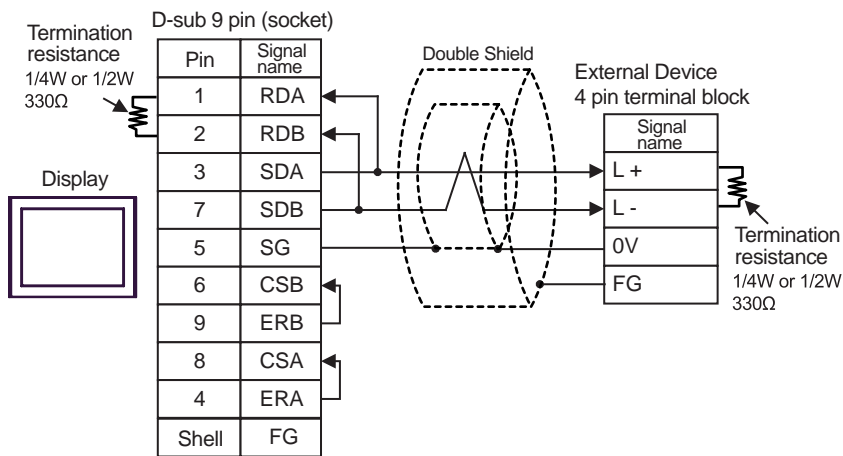 D-sub 9 pin (socket)
Termination
resistance
1/4W or 1/2W
330Ω
Display
Pin Signal name
1 RDA
2 RDB
3 SDA
7 SDB
5 SG
6 CSB
9 ERB
8 CSA
4 ERA
Shell FG
Double Shield
External Device
4 pin terminal block
Signal
name
L +
L -
0V
FG
Termination
resistance
1/4W or 1/2W
330Ω